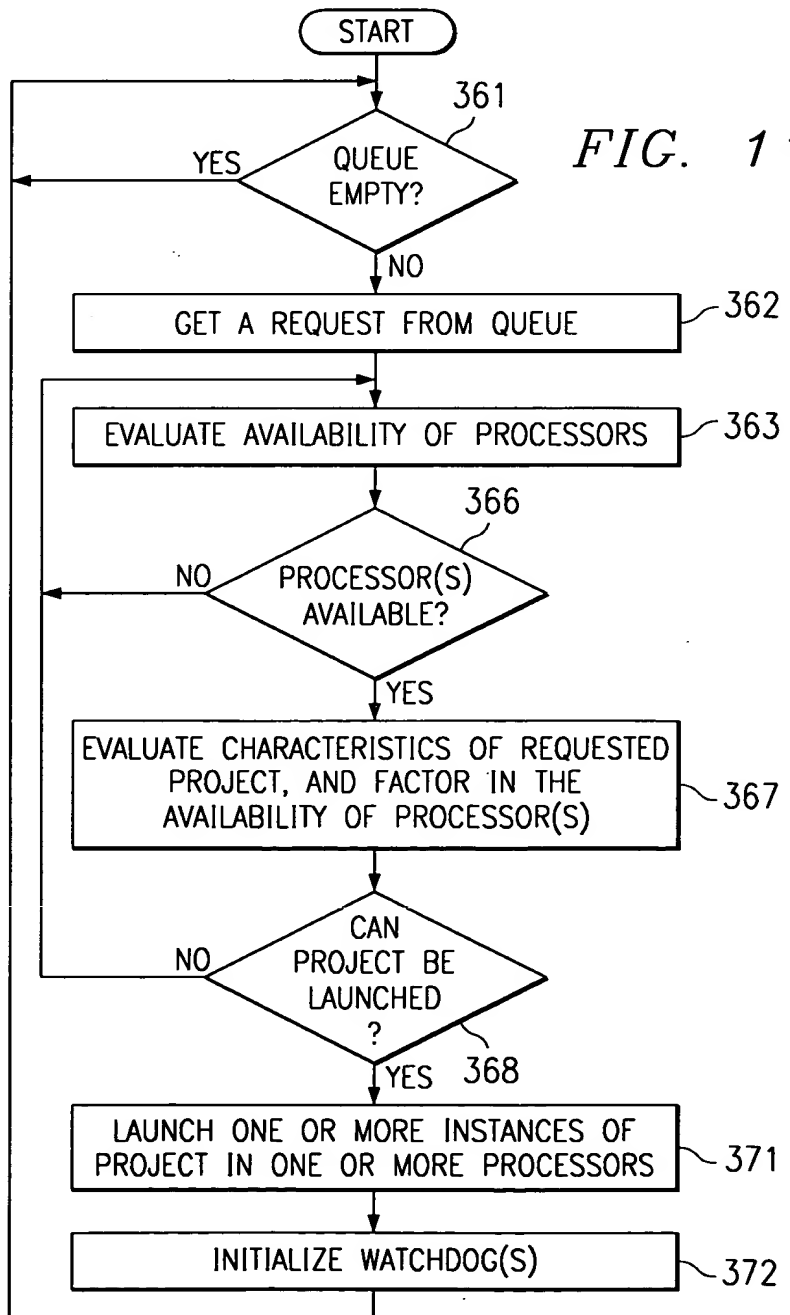 START
361
FIG. 1
YES
QUEUE
EMPTY?
NO
GET A REQUEST FROM QUEUE
362
EVALUATE AVAILABILITY OF PROCESSORS
363
366
NO
PROCESSOR(S)
AVAILABLE?
YES
EVALUATE CHARACTERISTICS OF REQUESTED
PROJECT, AND FACTOR IN THE
AVAILABILITY OF PROCESSOR(S)
367
CAN
NO
PROJECT BE
LAUNCHED
?
368
YES
LAUNCH ONE OR MORE INSTANCES OF
PROJECT IN ONE OR MORE PROCESSORS
371
INITIALIZE WATCHDOG(S)
372